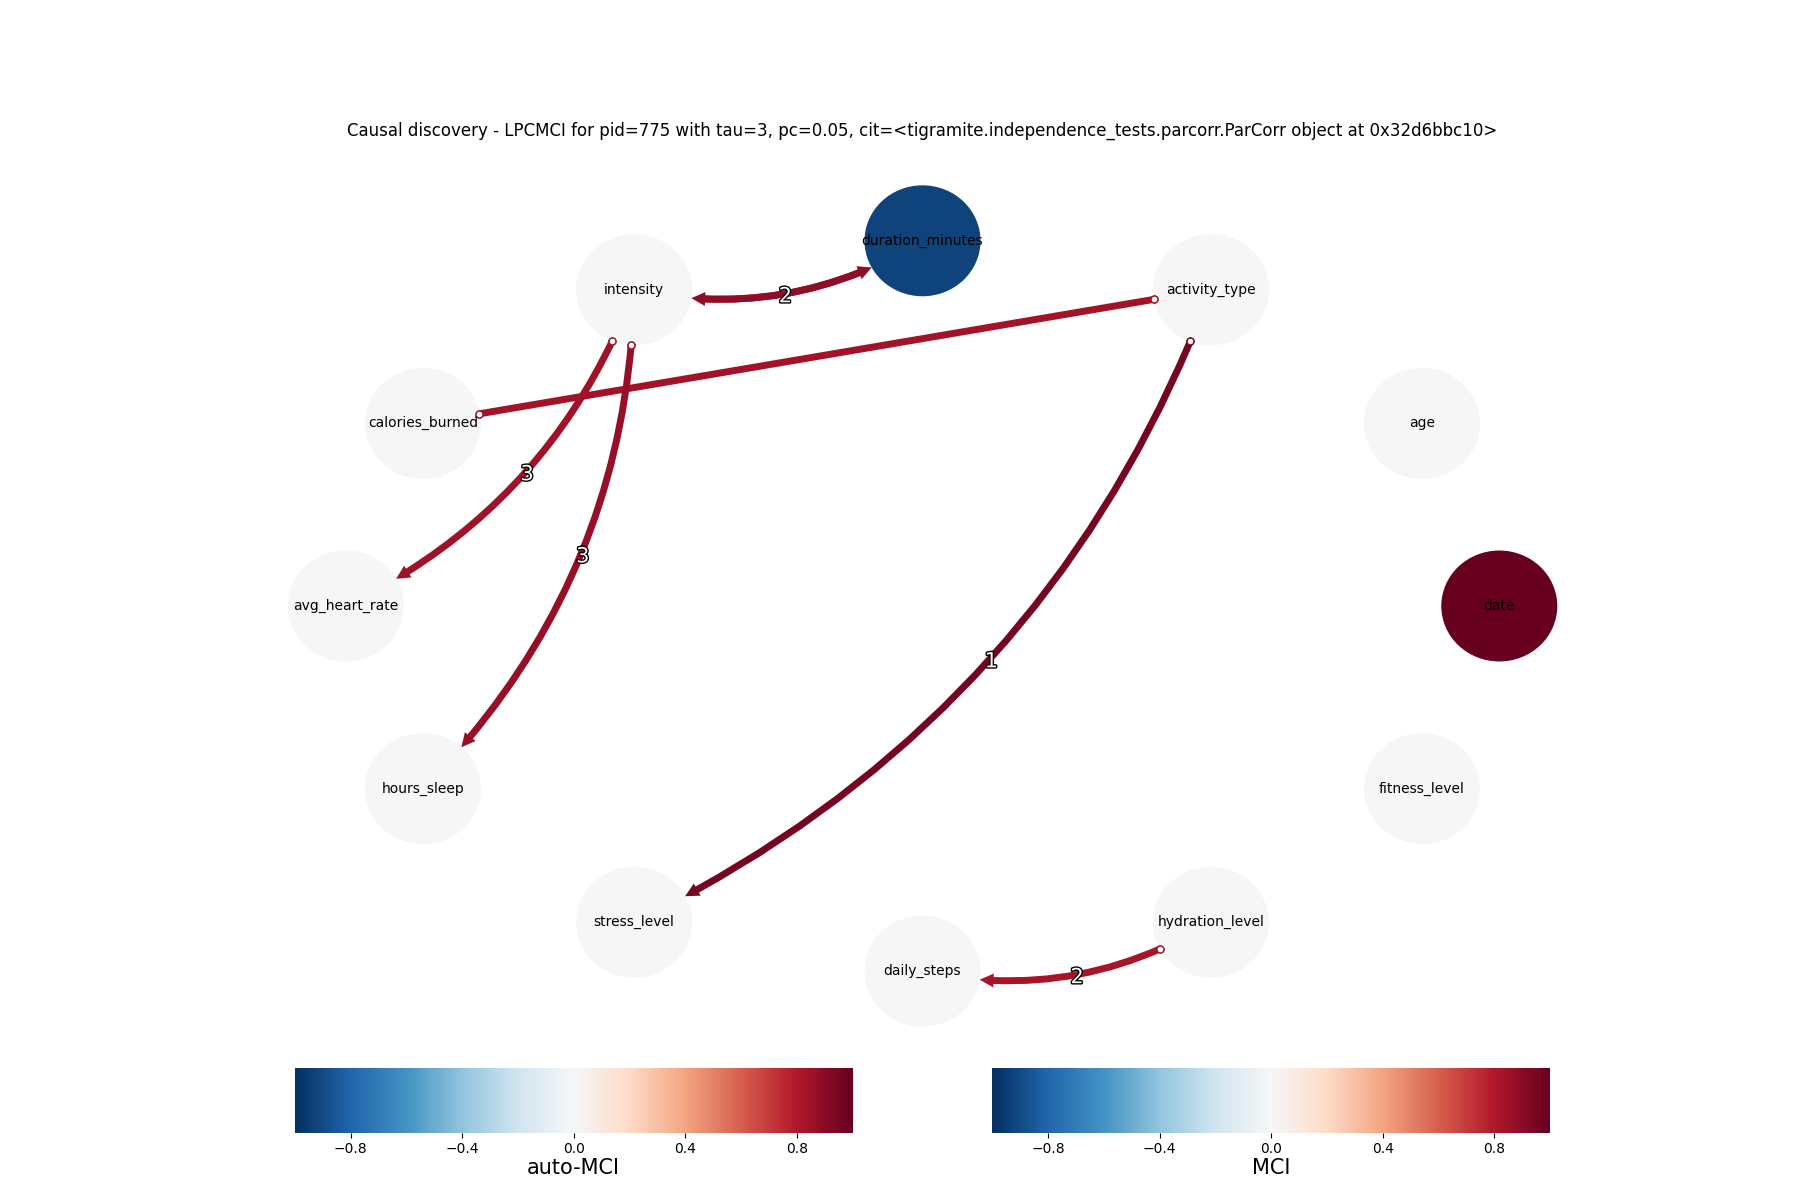 Causal discovery - LPCMCI for pid=775 with tau=3, pc=0.05, cit=<tigramite.independence_tests.parcorr.ParCorr object at 0x32d6bbc10>
duration_minutes
intensity
activity_type
2
calories_burned
age
3
3
avg_heart_rate
date
1
hours_sleep
fitness_level
stress_level
hydration_level
daily_steps
2
−0.8 −0.4 0.0 0.4 0.8
auto-MCI
−0.8 −0.4 0.0 0.4 0.8
MCI